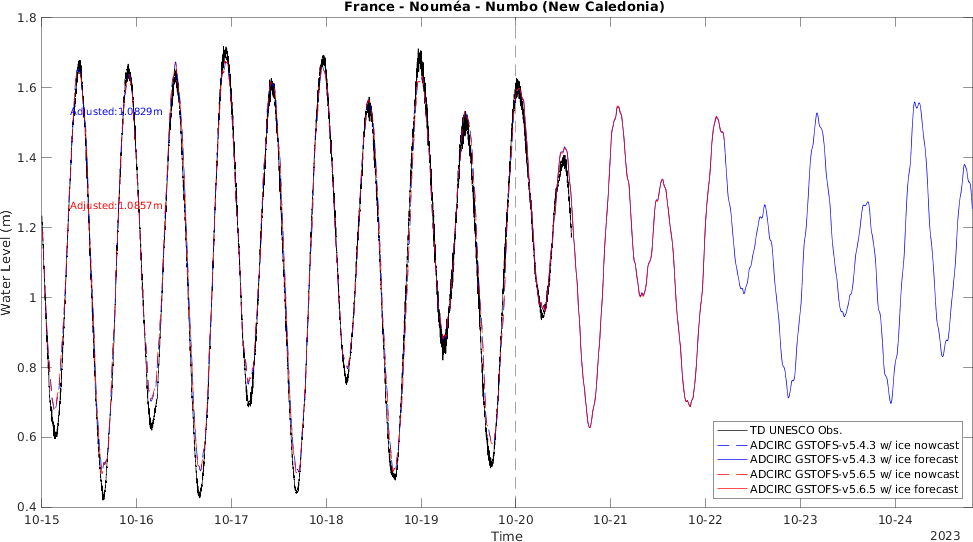 France - Nouméa - Numbo (New Caledonia)
1.8
1.6
1.4
1.2
1
0.8
0.6
0.4
Water Level (m)
Adjusted:1.0829m
Adjusted:1.0857m
TD UNESCO Obs.
ADCIRC GSTOFS-v5.4.3 w/ ice nowcast
ADCIRC GSTOFS-v5.4.3 w/ ice forecast
ADCIRC GSTOFS-v5.6.5 w/ ice nowcast
ADCIRC GSTOFS-v5.6.5 w/ ice forecast
10-15 10-16 10-17 10-18 10-19 10-20 10-21 10-22 10-23 10-24
Time
2023